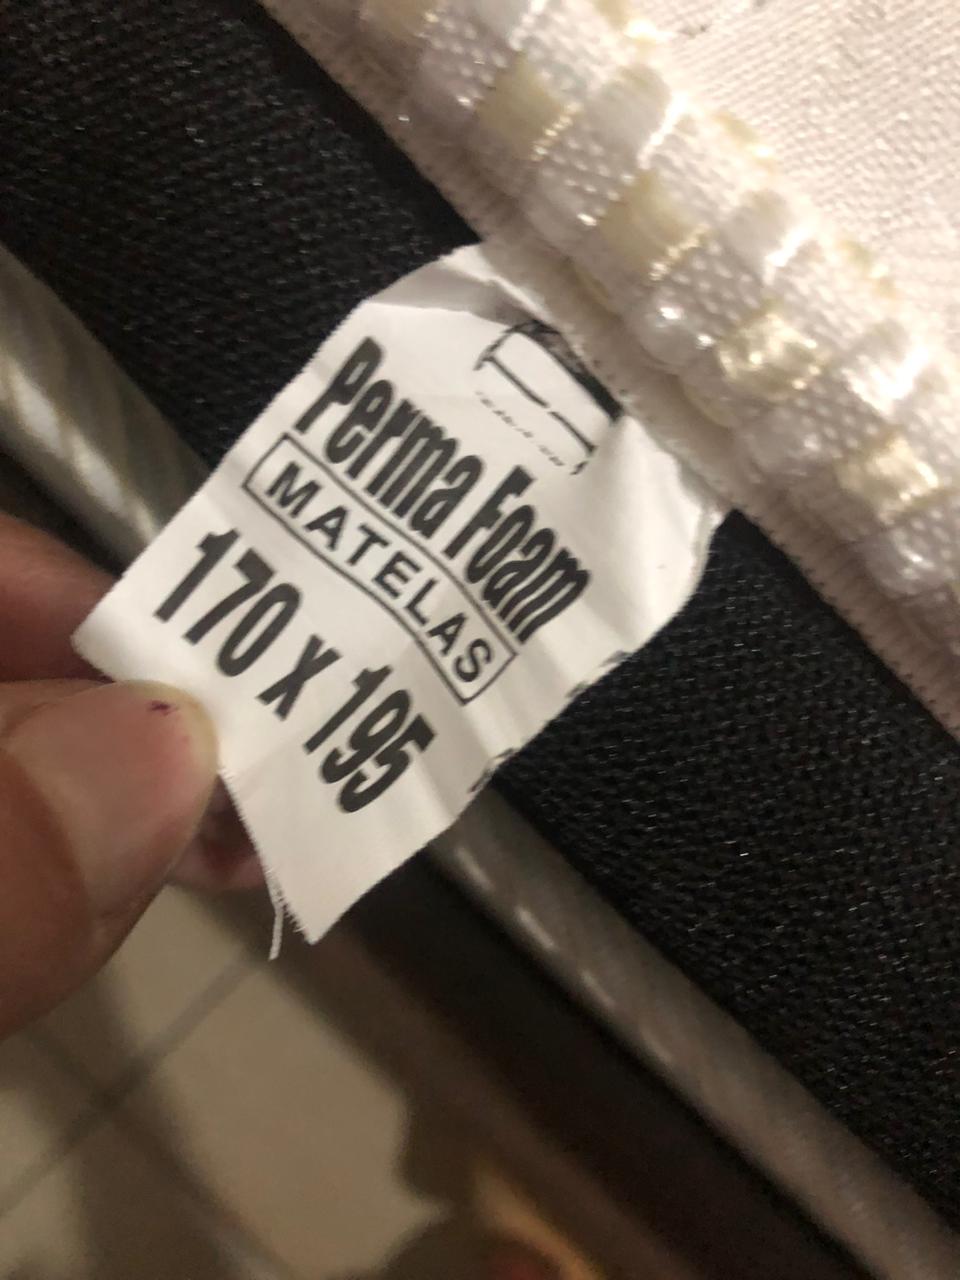 Perma Foam
MATELAS
170 X 195